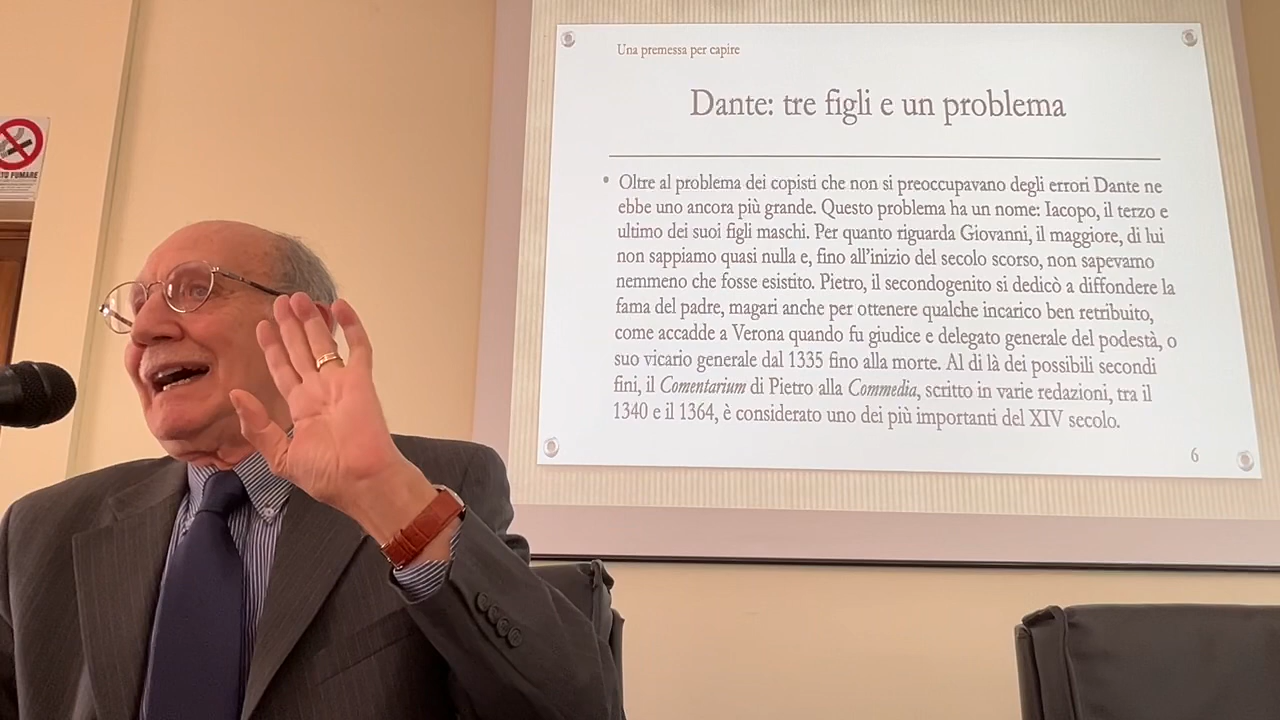 Una premessa per capire
Dante: tre figli e un problema
• Oltre al problema dei copisti che non si preoccupavano degli errori Dante ne
ebbe uno ancora più grande. Questo problema ha un nome: Iacopo, il terzo e
ultimo dei suoi figli maschi. Per quanto riguarda Giovanni, il maggiore, di lui
non sappiamo quasi nulla e, fino all'inizio del secolo scorso, non sapevamo
nemmeno che fosse esistito. Pietro, il secondogenito si dedicò a diffondere la
fama del padre, magari anche per ottenere qualche incarico ben retribuito,
come accadde a Verona quando fu giudice e delegato generale del podestà, o
suo vicario generale dal 1335 fino alla morte. Al di là dei possibili secondi
fini, il Comentarium di Pietro alla Commedia, scritto in varie redazioni, tra il
1340 e il 1364, è considerato uno dei più importanti del XIV secolo.
6
TO FUMARE